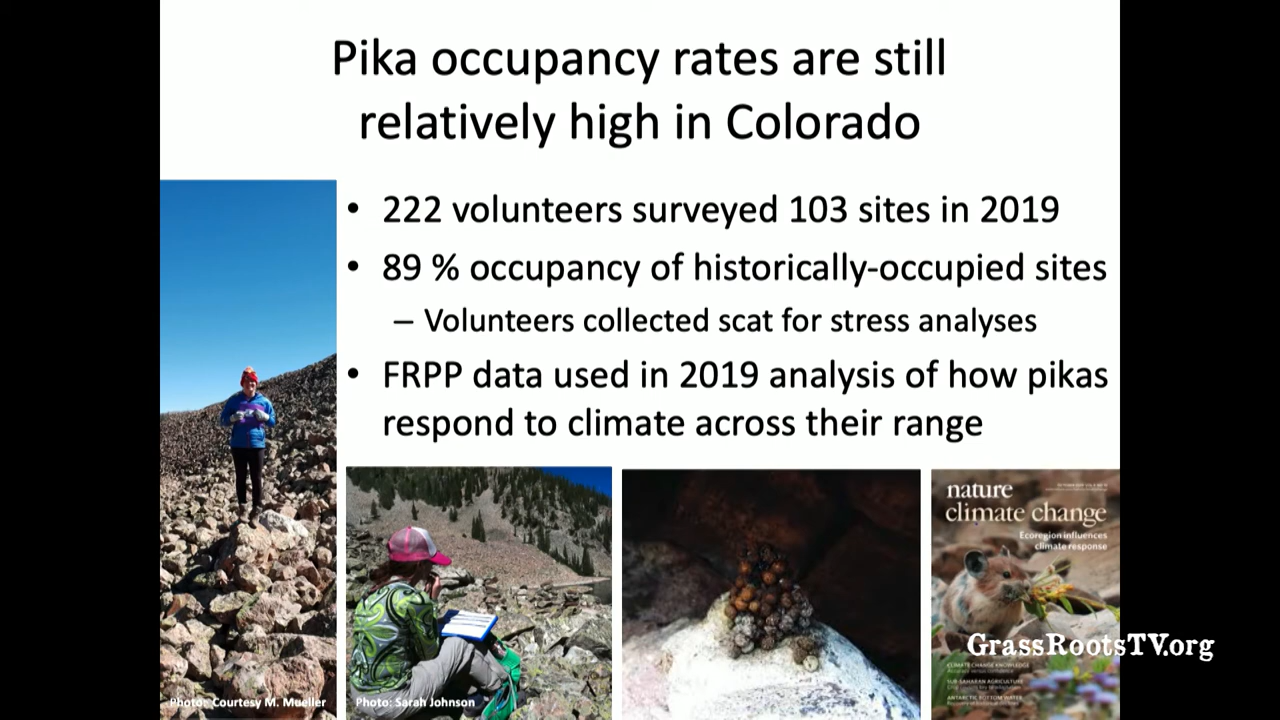 Pika occupancy rates are still
relatively high in Colorado
• 222 volunteers surveyed 103 sites in 2019
• 89 % occupancy of historically-occupied sites
– Volunteers collected scat for stress analyses
• FRPP data used in 2019 analysis of how pikas
respond to climate across their range
nature
climate change
Ecoregion influences
climate response
GrassRootsTV.org
CLIMATE CHANGE KNOWLEDGE
SUB-SAHARAN AGRICULTURE
ANTARCTIC BOTTOM WATER
Photo: Courtesy M. Mueller
Photo: Sarah Johnson